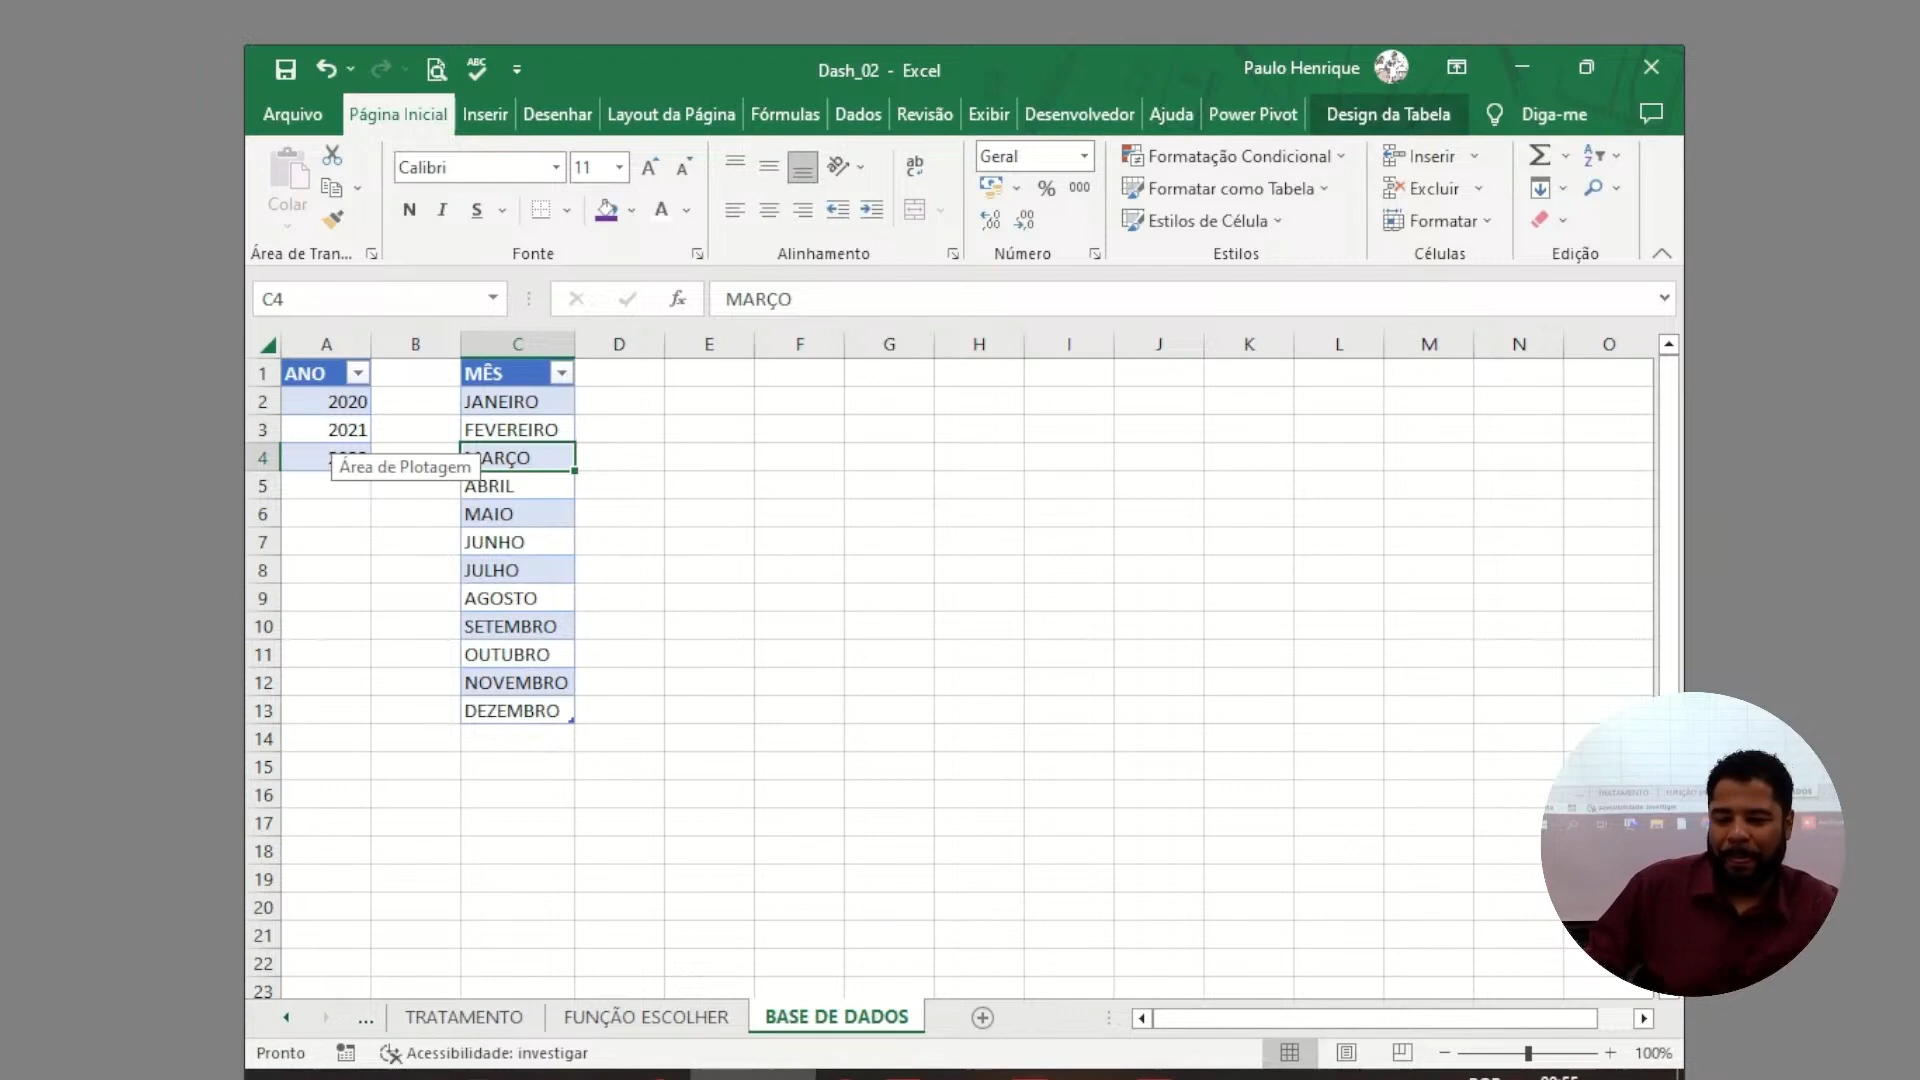 Dash_02 - Excel
Paulo Henrique
Arquivo Página Inicial Inserir Desenhar Layout da Página Fórmulas Dados Revisão Exibir Desenvolvedor Ajuda Power Pivot Design da Tabela Diga-me
Colar
Área de Tran...
Calibri 11
N I S
A
Fonte
ab
Alinhamento
Geral
% 000
Número
Formatação Condicional
Formatar como Tabela
Estilos de Célula
Estilos
Inserir
Excluir
Formatar
Células
Edição
C4
fx
MARÇO
A B C D E F G H I J K L M N O
1 ANO MÊS
2 2020 JANEIRO
3 2021 FEVEREIRO
4 MARÇO
Área de Plotagem
5 ABRIL
6 MAIO
7 JUNHO
8 JULHO
9 AGOSTO
10 SETEMBRO
11 OUTUBRO
12 NOVEMBRO
13 DEZEMBRO
14
15
16
17
18
19
20
21
22
23
... TRATAMENTO FUNÇÃO ESCOLHER BASE DE DADOS
Pronto Acessibilidade: investigar 100%